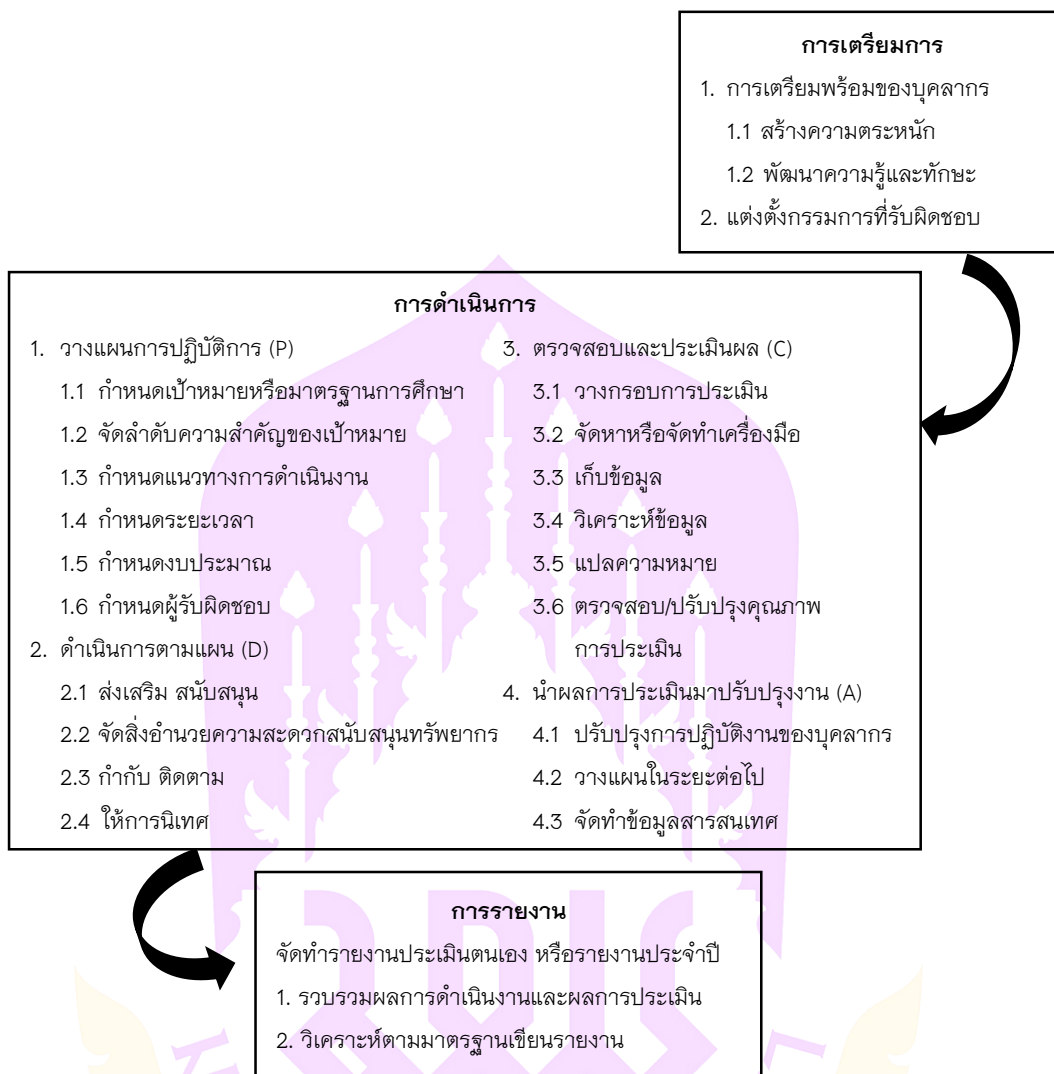 การเตรียมการ
1. การเตรียมพร้อมของบุคลากร
1.1 สร้างความตระหนัก
1.2 พัฒนาความรู้และทักษะ
2. แต่งตั้งกรรมการที่รับผิดชอบ
การดำเนินการ
1. วางแผนการปฏิบัติการ (P)
1.1 กำหนดเป้าหมายหรือมาตรฐานการศึกษา
1.2 จัดลำดับความสำคัญของเป้าหมาย
1.3 กำหนดแนวทางการดำเนินงาน
1.4 กำหนดระยะเวลา
1.5 กำหนดงบประมาณ
1.6 กำหนดผู้รับผิดชอบ
2. ดำเนินการตามแผน (D)
2.1 ส่งเสริม สนับสนุน
2.2 จัดสิ่งอำนวยความสะดวกสนับสนุนทรัพยากร
2.3 กำกับ ติดตาม
2.4 ให้การนิเทศ
3. ตรวจสอบและประเมินผล (C)
3.1 วางกรอบการประเมิน
3.2 จัดหาหรือจัดทำเครื่องมือ
3.3 เก็บข้อมูล
3.4 วิเคราะห์ข้อมูล
3.5 แปลความหมาย
3.6 ตรวจสอบ/ปรับปรุงคุณภาพ
การประเมิน
4. นำผลการประเมินมาปรับปรุงงาน (A)
4.1 ปรับปรุงการปฏิบัติงานของบุคลากร
4.2 วางแผนในระยะต่อไป
4.3 จัดทำข้อมูลสารสนเทศ
การรายงาน
จัดทำรายงานประเมินตนเอง หรือรายงานประจำปี
1. รวบรวมผลการดำเนินงานและผลการประเมิน
2. วิเคราะห์ตามมาตรฐานเขียนรายงาน